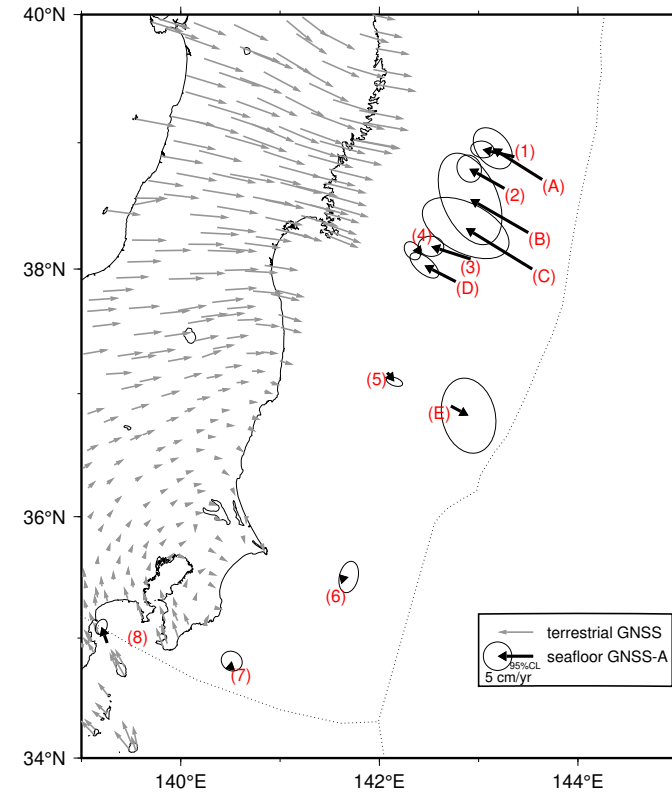 40°N
(1)
(A)
(2)
(B)
(4)
(3)
(C)
38°N
(D)
(5)
(E)
36°N
(6)
(8)
terrestrial GNSS
seafloor GNSS-A
95%CL
5 cm/yr
(7)
34°N
140°E 142°E 144°E